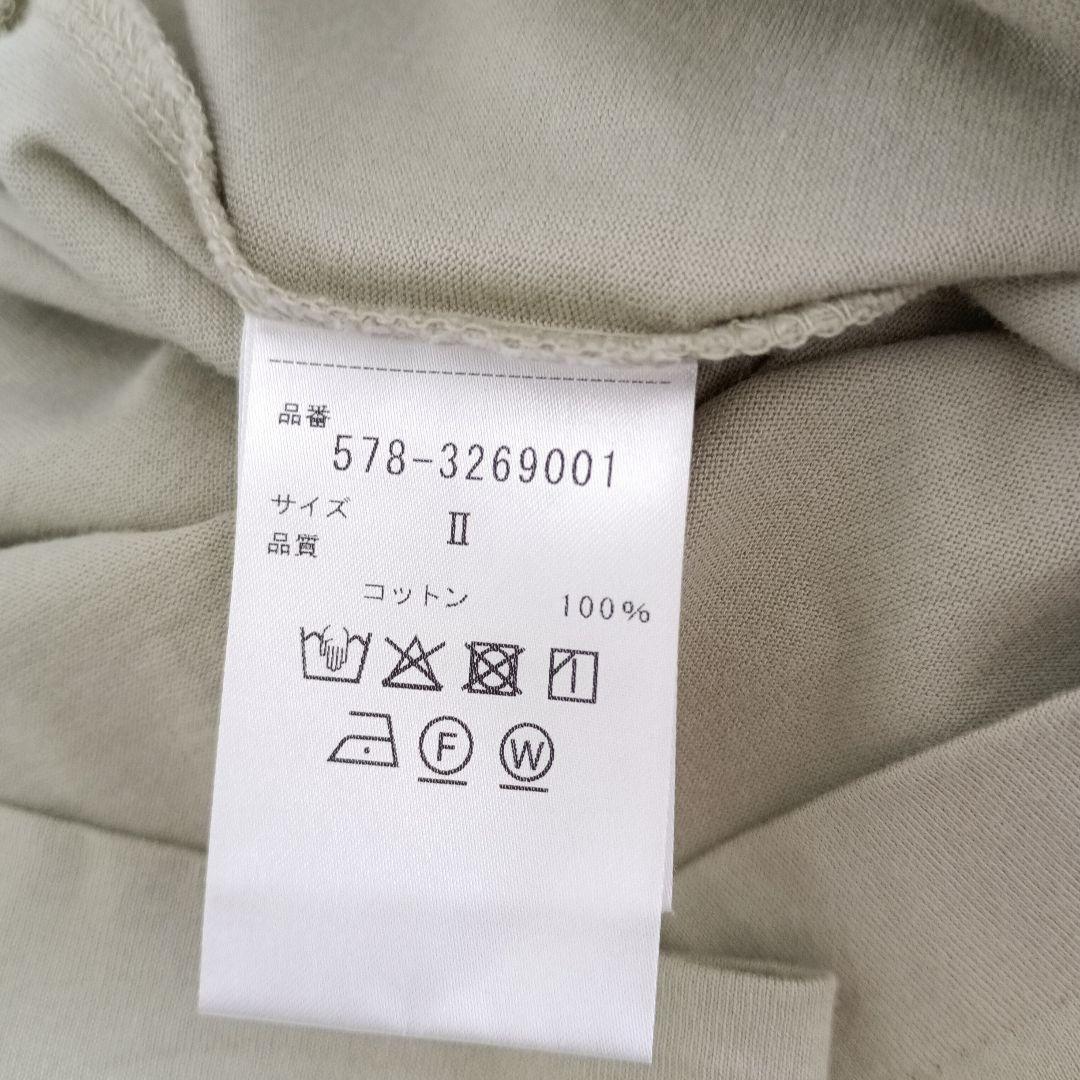 品番
578-3269001
サイズ II
品質
コットン 100%
F W